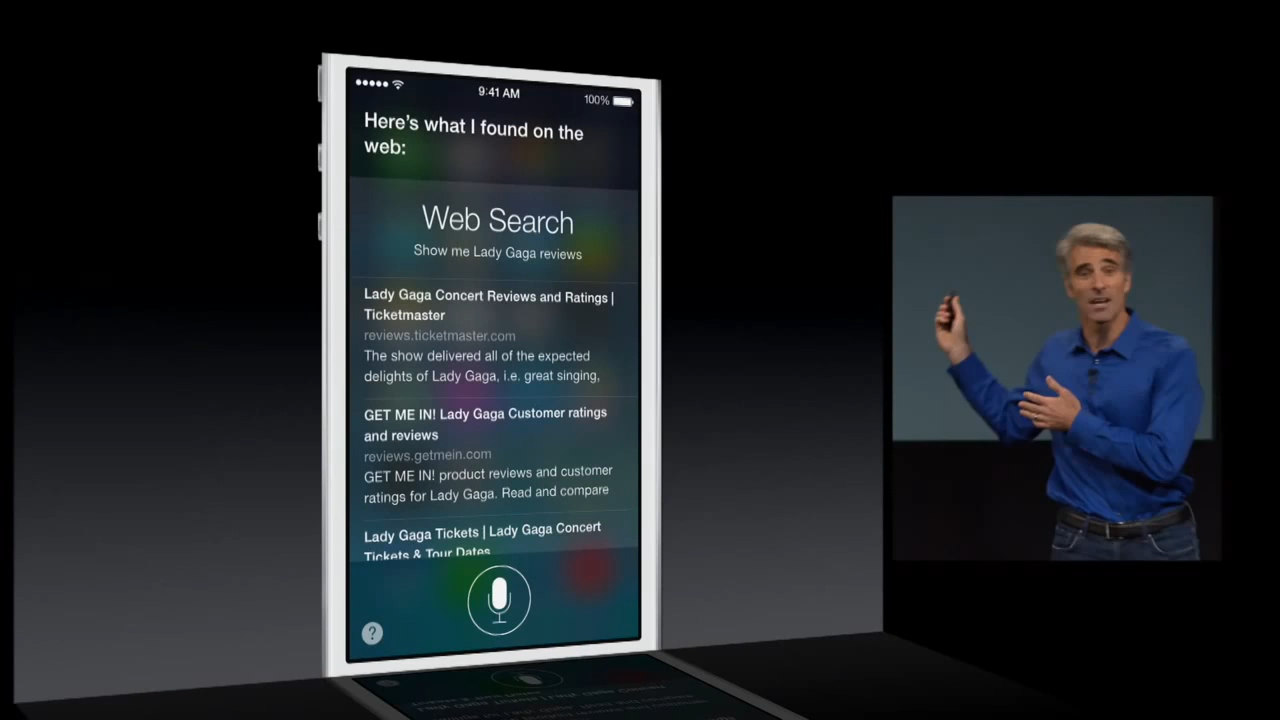 9:41 AM
100%
Here's what I found on the
web:
Web Search
Show me Lady Gaga reviews
Lady Gaga Concert Reviews and Ratings |
Ticketmaster
reviews.ticketmaster.com
The show delivered all of the expected
delights of Lady Gaga, i.e. great singing,
GET ME IN! Lady Gaga Customer ratings
and reviews
reviews.getmein.com
GET ME IN! product reviews and customer
ratings for Lady Gaga. Read and compare
Lady Gaga Tickets | Lady Gaga Concert
Tickets & Tour Dates
?